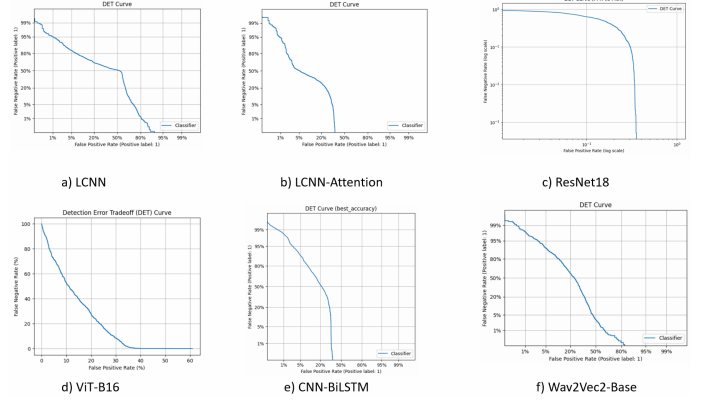 DET Curve
False Negative Rate (Positive label: 1)
99%
95%
80%
50%
20%
5%
1%
1% 5% 20% 50% 80% 95% 99%
False Positive Rate (Positive label: 1)
Classifier
a) LCNN
DET Curve
False Negative Rate (Positive label: 1)
99%
95%
80%
50%
20%
5%
1%
1% 5% 20% 50% 80% 95% 99%
False Positive Rate (Positive label: 1)
Classifier
b) LCNN-Attention
False Negative Rate (log scale)
10⁰
10⁻¹
10⁻¹ 10⁰
False Positive Rate (log scale)
DET Curve
c) ResNet18
Detection Error Tradeoff (DET) Curve
False Negative Rate (%)
100
80
60
40
20
0
0 10 20 30 40 50 60
False Positive Rate (%)
d) ViT-B16
DET Curve (best_accuracy)
False Negative Rate (Positive label: 1)
99%
95%
80%
50%
20%
5%
1%
1% 5% 20% 50% 80% 95% 99%
False Positive Rate (Positive label: 1)
Classifier
e) CNN-BiLSTM
DET Curve
False Negative Rate (Positive label: 1)
99%
95%
80%
50%
20%
5%
1%
1% 5% 20% 50% 80% 95% 99%
False Positive Rate (Positive label: 1)
Classifier
f) Wav2Vec2-Base